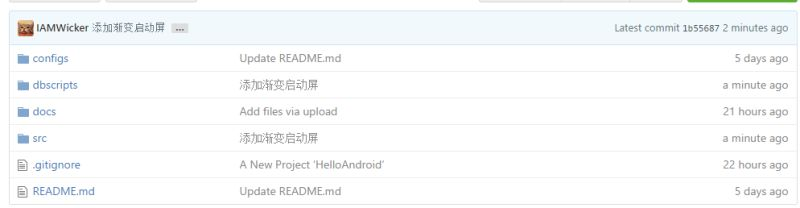 IAMWicker 添加渐变启动屏 ... Latest commit 1b55687 2 minutes ago
configs Update README.md 5 days ago
dbscripts 添加渐变启动屏 a minute ago
docs Add files via upload 21 hours ago
src 添加渐变启动屏 a minute ago
.gitignore A New Project 'HelloAndroid' 22 hours ago
README.md Update README.md 5 days ago